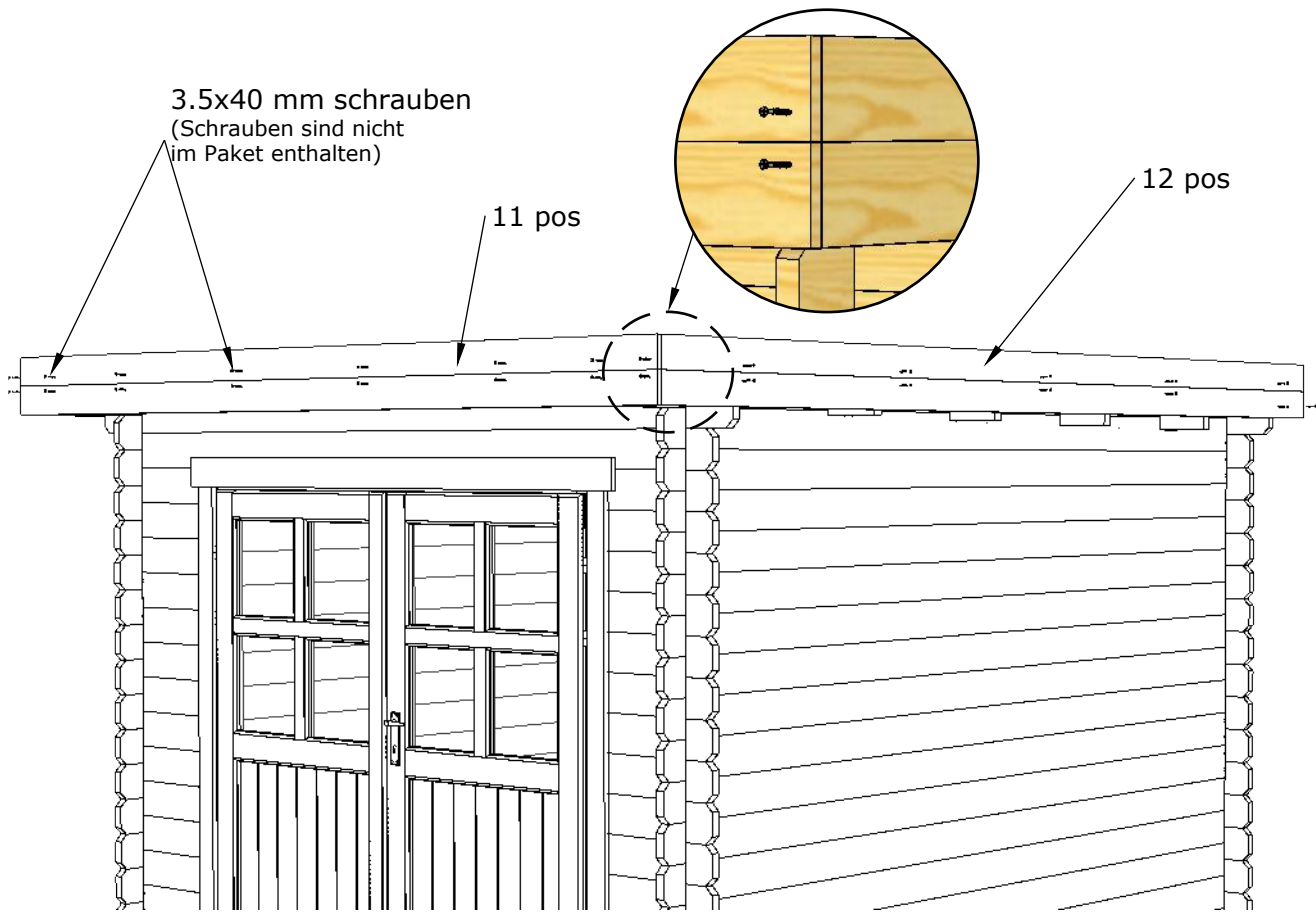 3.5x40 mm schrauben
(Schrauben sind nicht
im Paket enthalten)
11 pos
12 pos